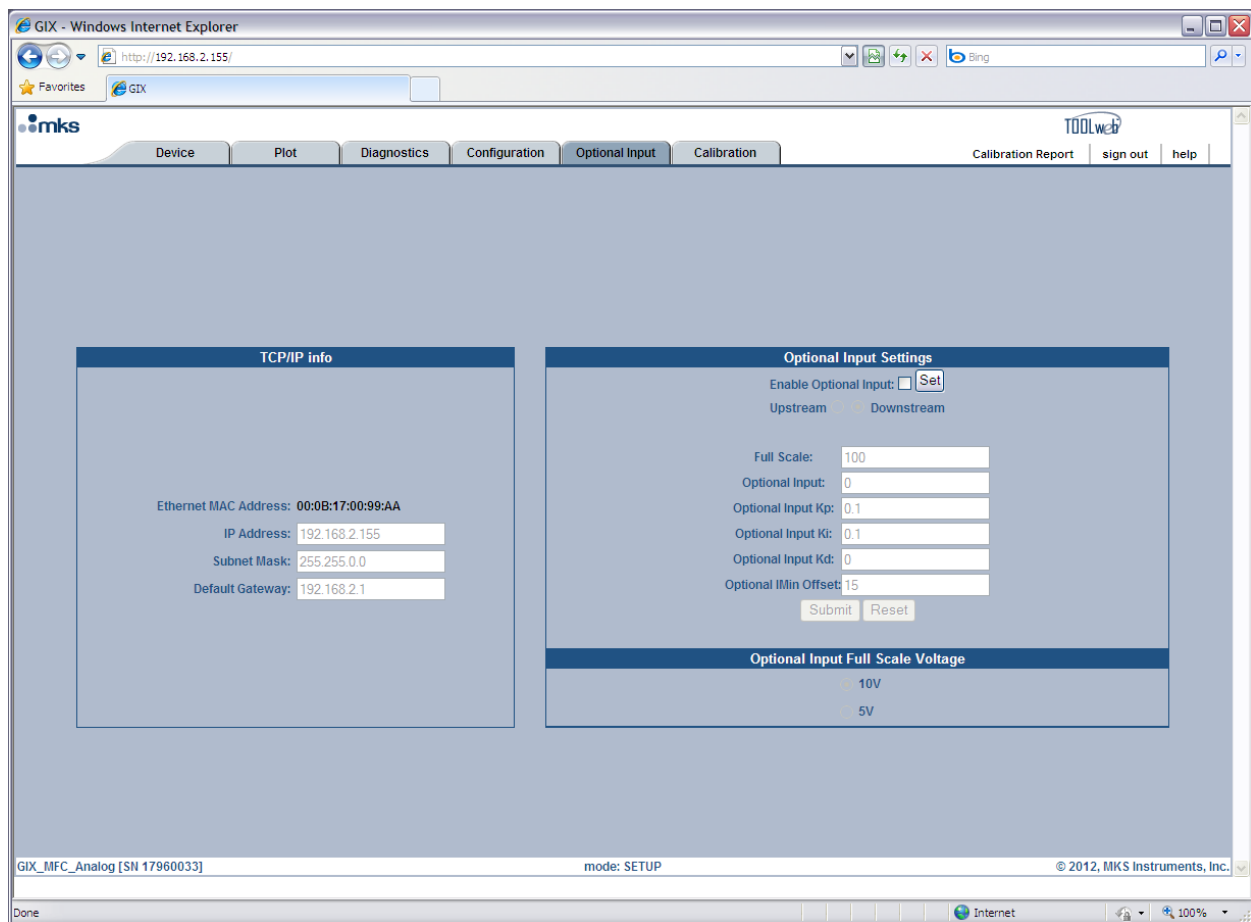 GIX - Windows Internet Explorer
http://192.168.2.155/
Bing
Favorites
GIX
mks
TOOLweb
Device
Plot
Diagnostics
Configuration
Optional Input
Calibration
Calibration Report
sign out
help
TCP/IP info
Ethernet MAC Address: 00:0B:17:00:99:AA
IP Address: 192.168.2.155
Subnet Mask: 255.255.0.0
Default Gateway: 192.168.2.1
Optional Input Settings
Enable Optional Input: Set
Upstream Downstream
Full Scale: 100
Optional Input: 0
Optional Input Kp: 0.1
Optional Input Ki: 0.1
Optional Input Kd: 0
Optional IMin Offset: 15
Submit Reset
Optional Input Full Scale Voltage
10V
5V
GIX_MFC_Analog [SN 17960033]
mode: SETUP
© 2012, MKS Instruments, Inc.
Done
Internet
100%